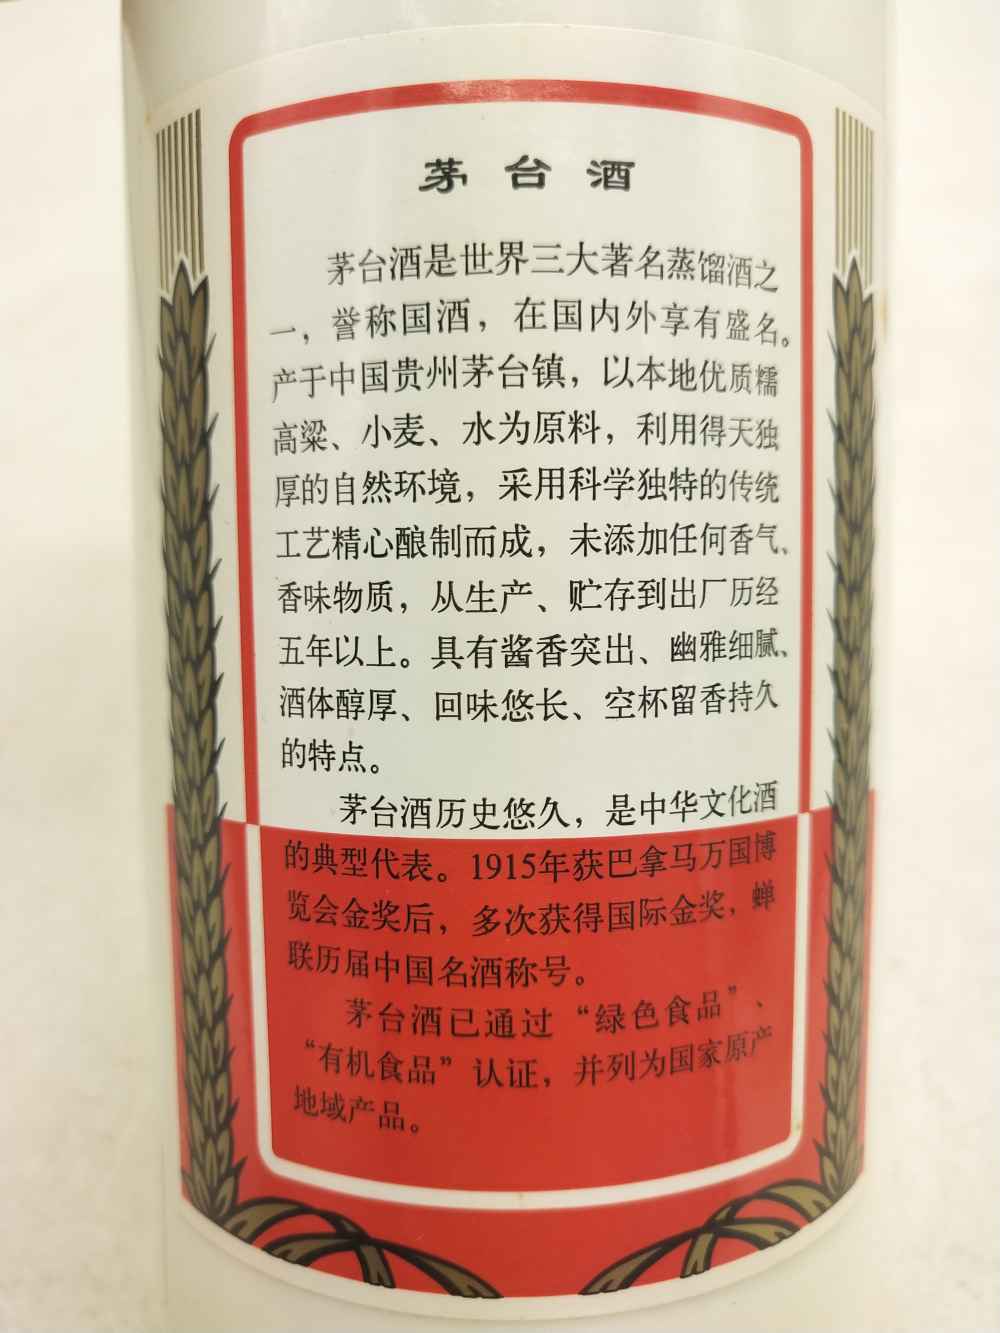 茅台酒
茅台酒是世界三大著名蒸馏酒之
一，誉称国酒，在国内外享有盛名。
产于中国贵州茅台镇，以本地优质糯
高粱、小麦、水为原料，利用得天独
厚的自然环境，采用科学独特的传统
工艺精心酿制而成，未添加任何香气、
香味物质，从生产、贮存到出厂历经
五年以上。具有酱香突出、幽雅细腻、
酒体醇厚、回味悠长、空杯留香持久
的特点。
茅台酒历史悠久，是中华文化酒
的典型代表。1915年获巴拿马万国博
览会金奖后，多次获得国际金奖，蝉
联历届中国名酒称号。
茅台酒已通过“绿色食品”、
“有机食品”认证，并列为国家原产
地域产品。